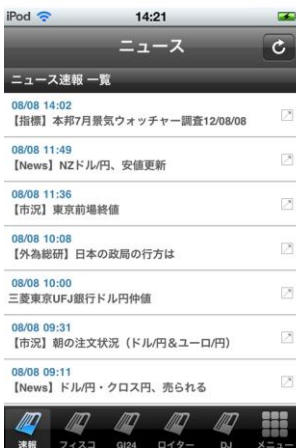 iPod 14:21
ニュース
ニュース速報 一覧
08/08 14:02
【指標】本邦7月景気ウォッチャー調査12/08/08
08/08 11:49
【News】NZドル/円、安値更新
08/08 11:36
【市況】東京前場終値
08/08 10:08
【外為総研】日本の政局の行方は
08/08 10:00
三菱東京UFJ銀行ドル円仲値
08/08 09:31
【市況】朝の注文状況（ドル/円＆ユーロ/円）
08/08 09:11
【News】ドル/円・クロス円、売られる
速報 フィスコ GI24 ロイター DJ メニュー